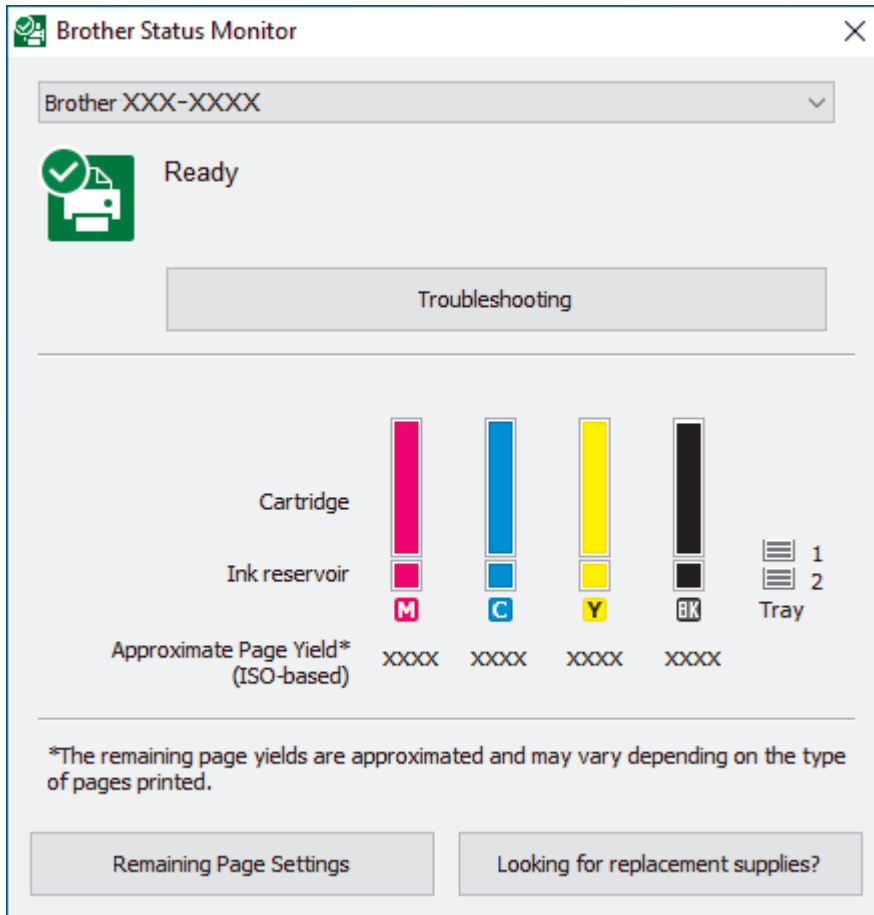 Brother Status Monitor
Brother XXX-XXXX
Ready
Troubleshooting
Cartridge
Ink reservoir
1
2
M C Y BK Tray
Approximate Page Yield*
(ISO-based)
XXXX XXXX XXXX XXXX
*The remaining page yields are approximated and may vary depending on the type
of pages printed.
Remaining Page Settings
Looking for replacement supplies?